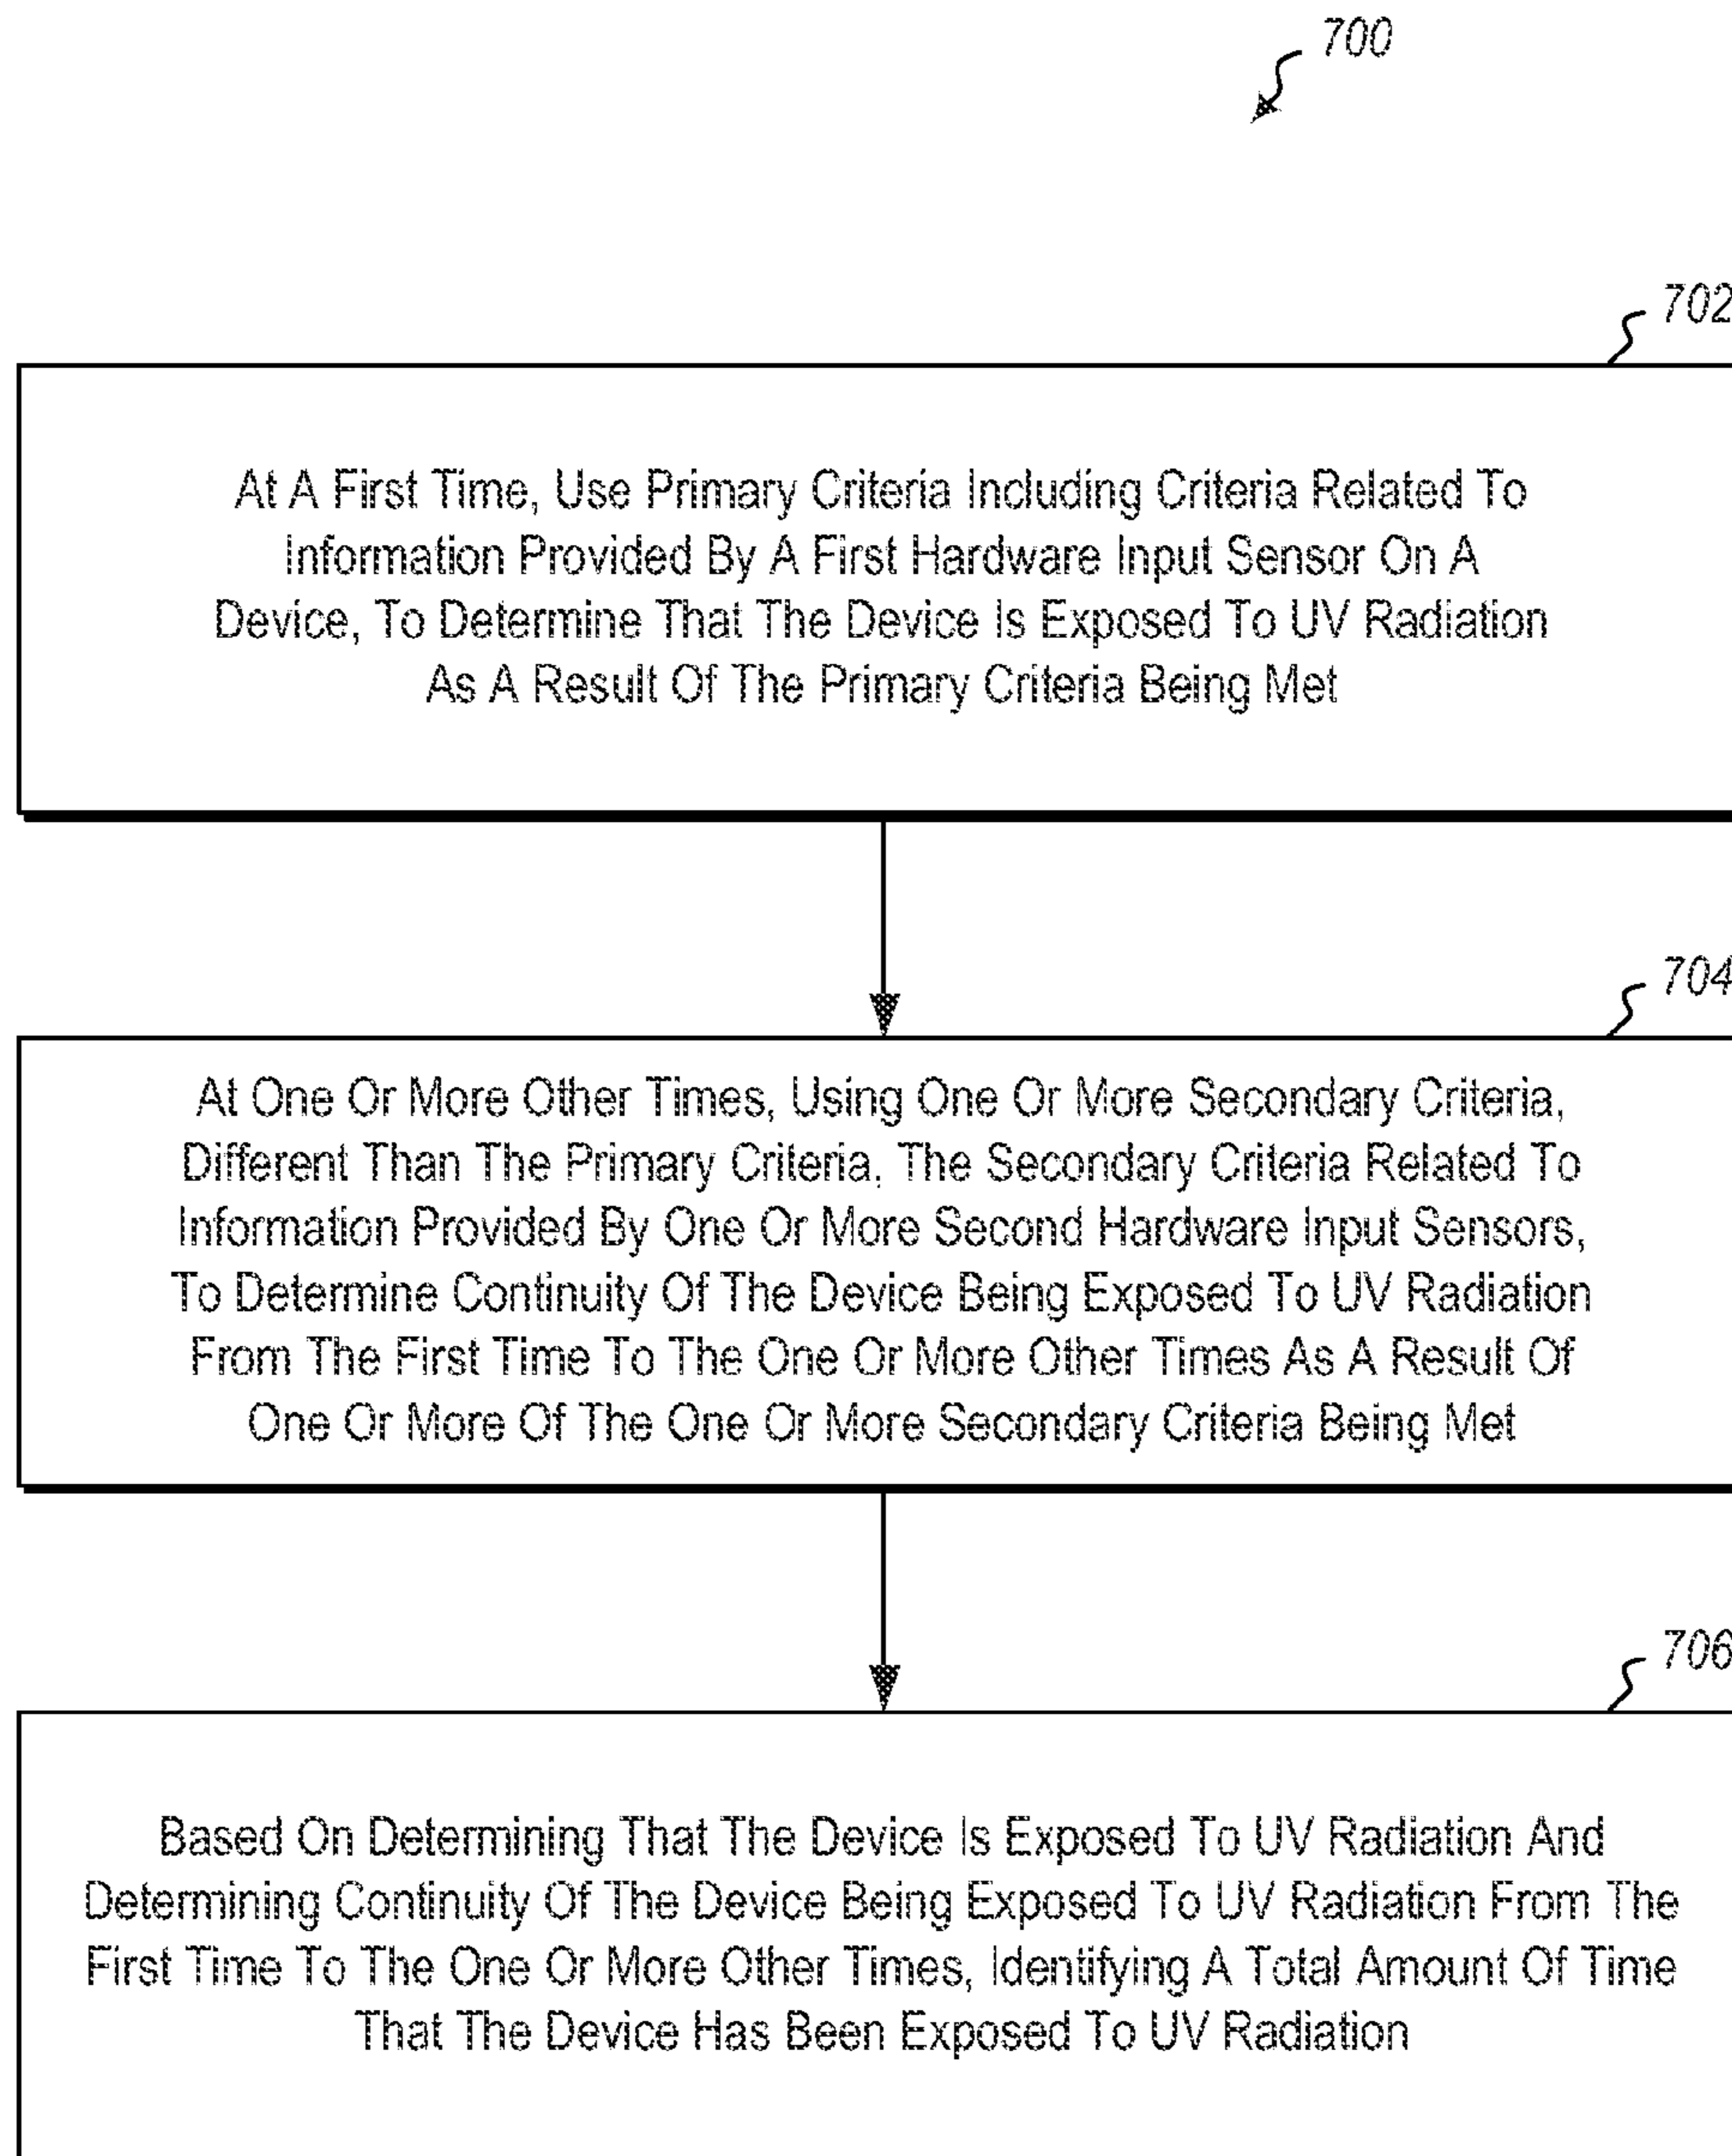 700
702
At A First Time, Use Primary Criteria Including Criteria Related To
Information Provided By A First Hardware Input Sensor On A
Device, To Determine That The Device Is Exposed To UV Radiation
As A Result Of The Primary Criteria Being Met
704
At One Or More Other Times, Using One Or More Secondary Criteria,
Different Than The Primary Criteria, The Secondary Criteria Related To
Information Provided By One Or More Second Hardware Input Sensors,
To Determine Continuity Of The Device Being Exposed To UV Radiation
From The First Time To The One Or More Other Times As A Result Of
One Or More Of The One Or More Secondary Criteria Being Met
706
Based On Determining That The Device Is Exposed To UV Radiation And
Determining Continuity Of The Device Being Exposed To UV Radiation From The
First Time To The One Or More Other Times, Identifying A Total Amount Of Time
That The Device Has Been Exposed To UV Radiation